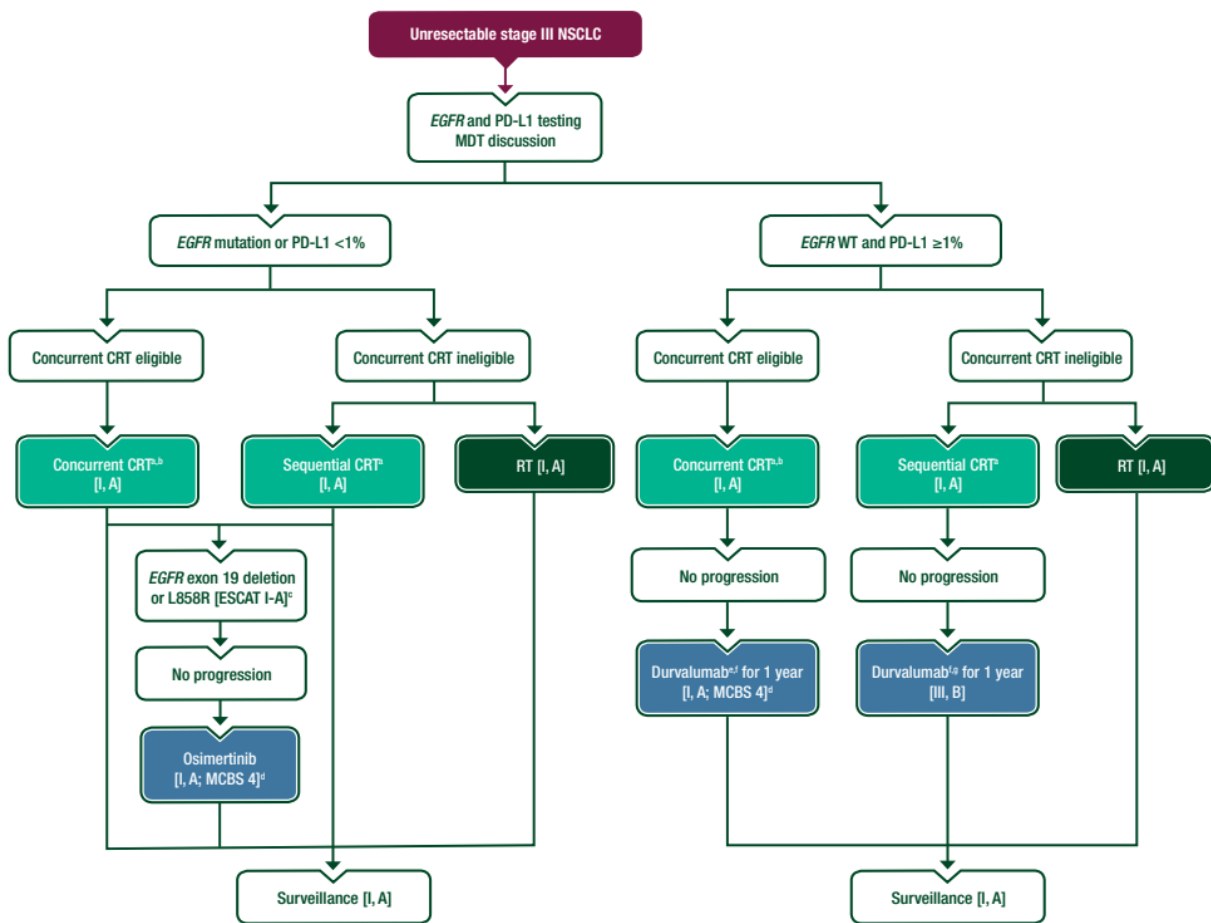 Unresectable stage III NSCLC
EGFR and PD-L1 testing
MDT discussion
EGFR mutation or PD-L1 <1%
EGFR WT and PD-L1 ≥1%
Concurrent CRT eligible
Concurrent CRT ineligible
Concurrent CRT eligible
Concurrent CRT ineligible
Concurrent CRTᵃ,ᵇ
[I, A]
Sequential CRTᵃ
[I, A]
RT [I, A]
Concurrent CRTᵃ,ᵇ
[I, A]
Sequential CRTᵃ
[I, A]
RT [I, A]
EGFR exon 19 deletion
or L858R [ESCAT I-A]ᶜ
No progression
No progression
No progression
Durvalumabᵉ,ᶠ for 1 year
[I, A; MCBS 4]ᵈ
Durvalumabᶠ,ᵍ for 1 year
[III, B]
Osimertinib
[I, A; MCBS 4]ᵈ
Surveillance [I, A]
Surveillance [I, A]